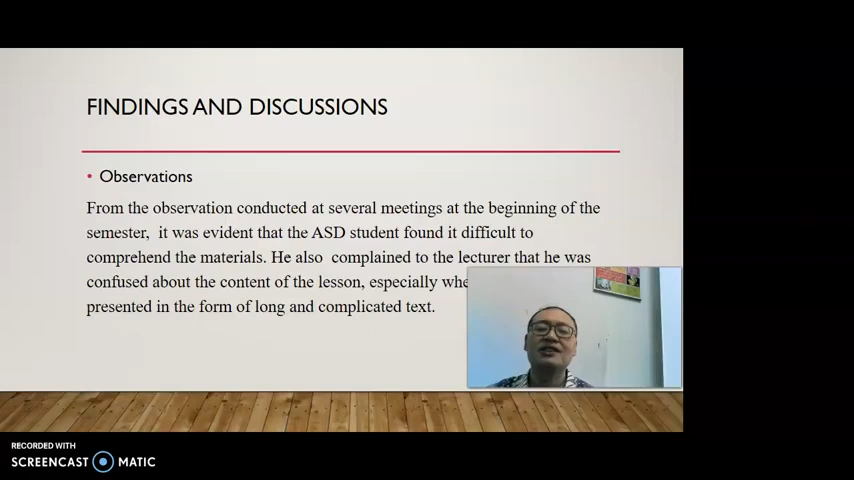 FINDINGS AND DISCUSSIONS
• Observations
From the observation conducted at several meetings at the beginning of the
semester, it was evident that the ASD student found it difficult to
comprehend the materials. He also complained to the lecturer that he was
confused about the content of the lesson, especially
presented in the form of long and complicated text.
RECORDED WITH
SCREENCAST MATIC